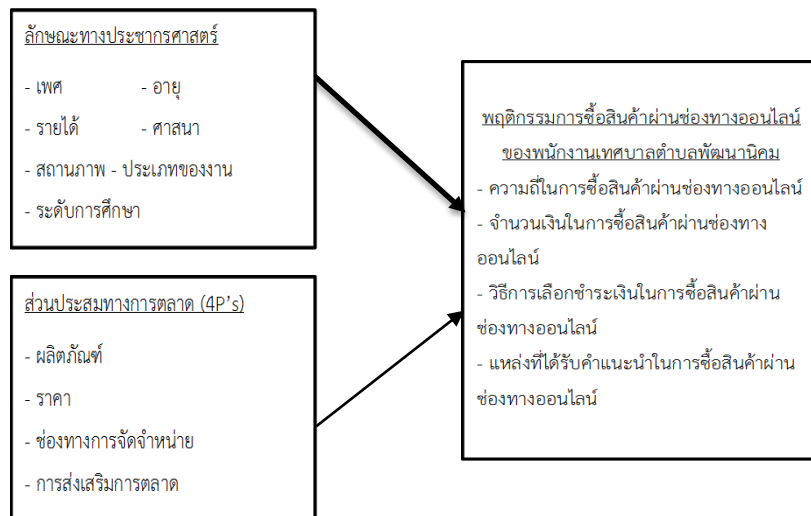 ลักษณะทางประชากรศาสตร์
- เพศ - อายุ
- รายได้ - ศาสนา
- สถานภาพ - ประเภทของงาน
- ระดับการศึกษา
ส่วนประสมทางการตลาด (4P's)
- ผลิตภัณฑ์
- ราคา
- ช่องทางการจัดจำหน่าย
- การส่งเสริมการตลาด
พฤติกรรมการซื้อสินค้าผ่านช่องทางออนไลน์
ของพนักงานเทศบาลตำบลพัฒนานิคม
- ความถี่ในการซื้อสินค้าผ่านช่องทางออนไลน์
- จำนวนเงินในการซื้อสินค้าผ่านช่องทาง
ออนไลน์
- วิธีการเลือกชำระเงินในการซื้อสินค้าผ่าน
ช่องทางออนไลน์
- แหล่งที่ได้รับคำแนะนำในการซื้อสินค้าผ่าน
ช่องทางออนไลน์